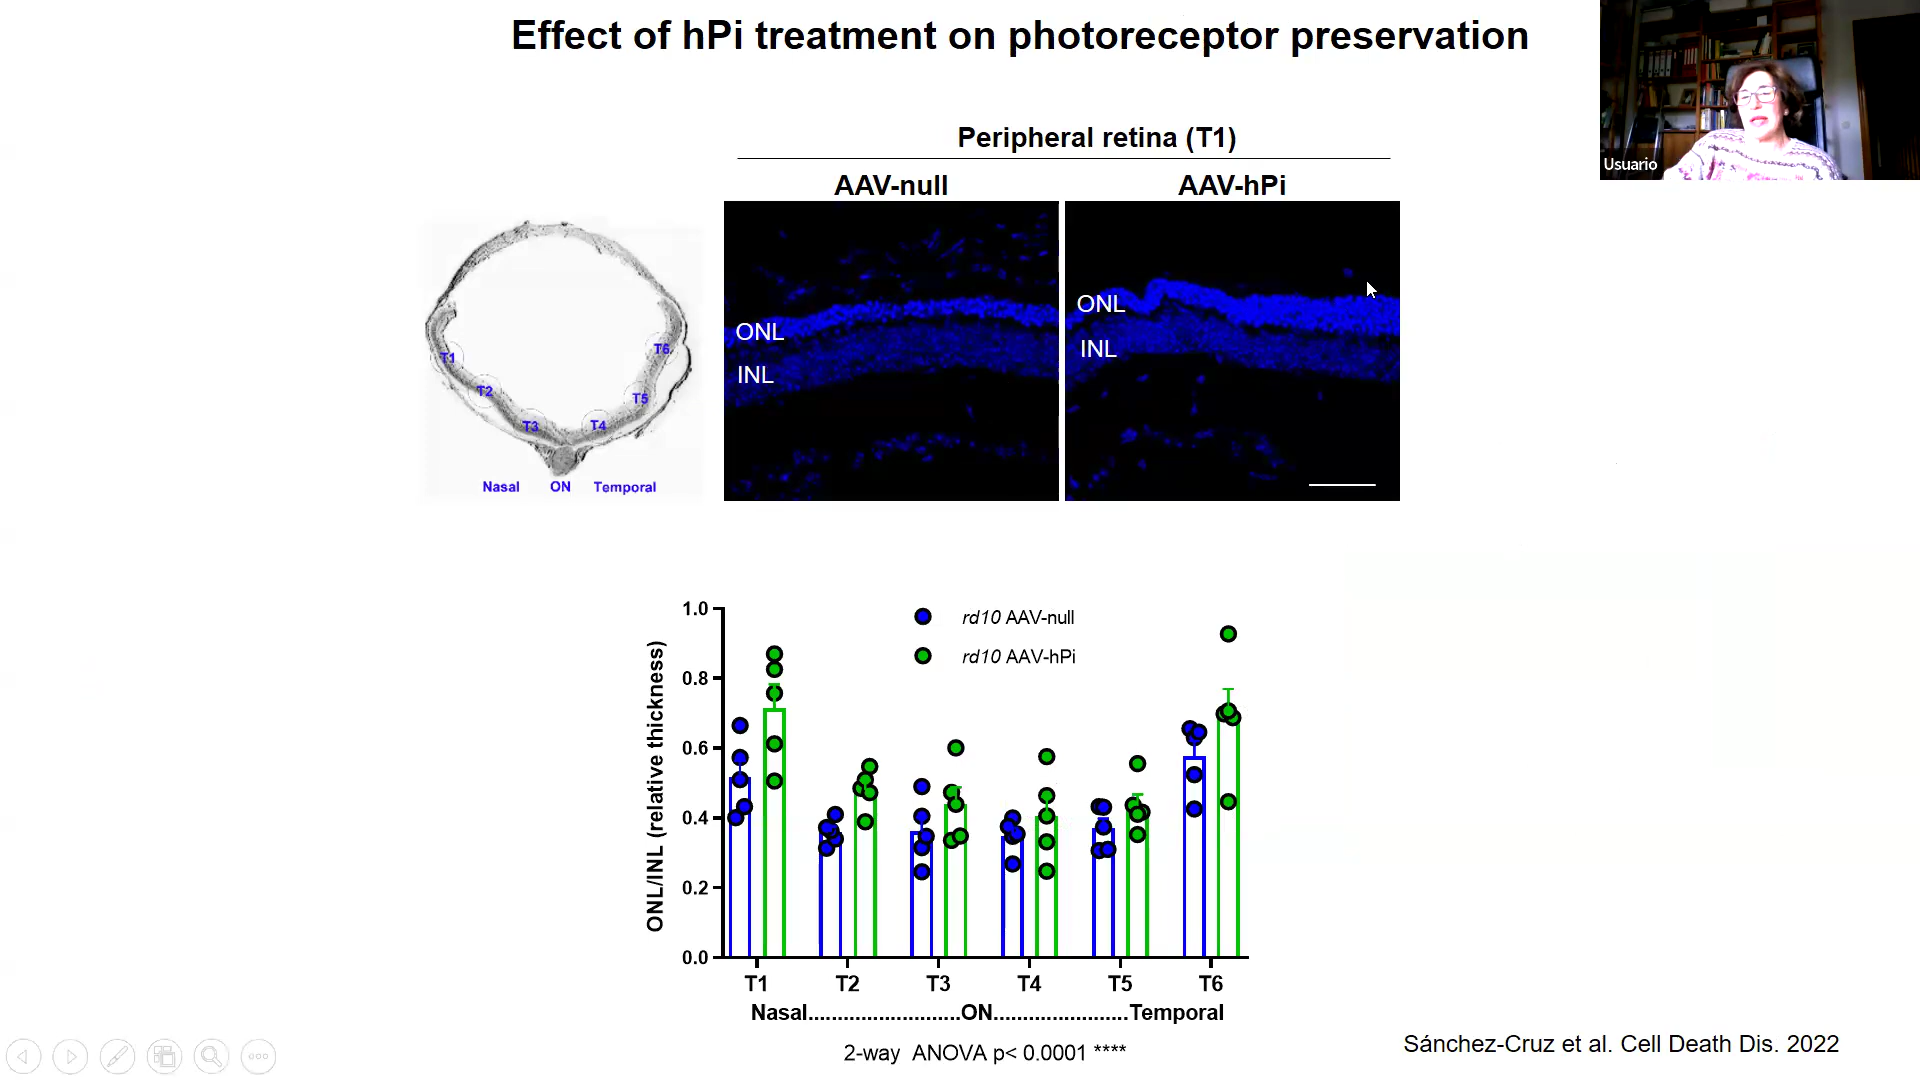 Effect of hPi treatment on photoreceptor preservation
Usuario
Peripheral retina (T1)
AAV-null
AAV-hPi
ONL
INL
ONL
INL
T1
T2
T3
T4
T5
T6
Nasal ON Temporal
1.0
0.8
0.6
0.4
0.2
0.0
ONL/INL (relative thickness)
rd10 AAV-null
rd10 AAV-hPi
T1 T2 T3 T4 T5 T6
Nasal..........................ON.......................Temporal
2-way ANOVA p< 0.0001 ****
Sánchez-Cruz et al. Cell Death Dis. 2022